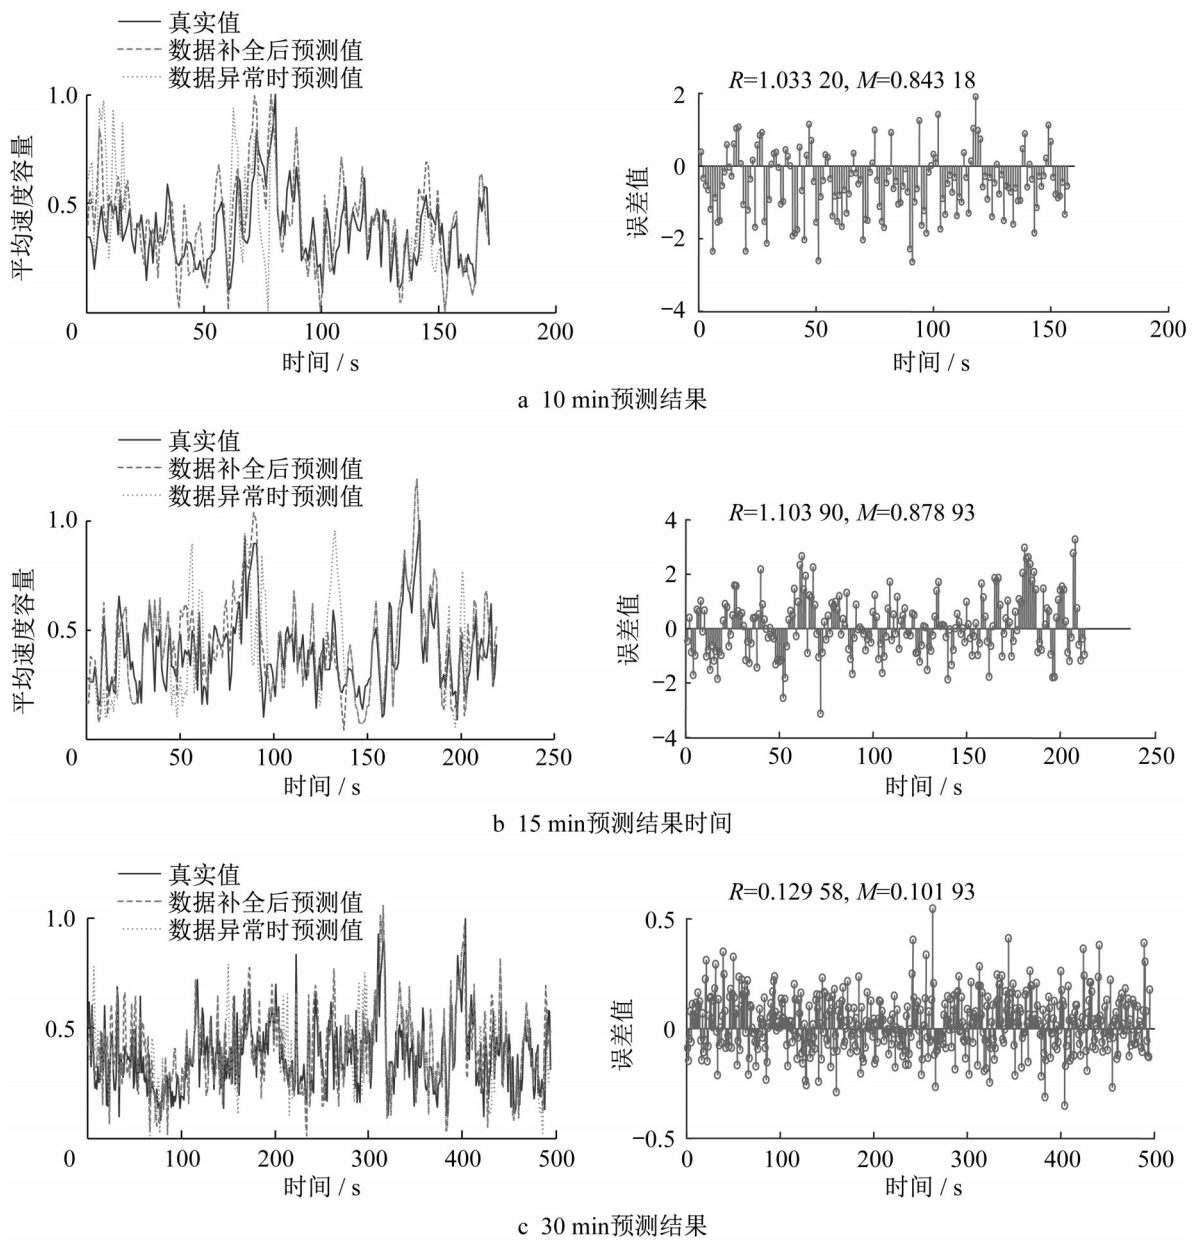 真实值
数据补全后预测值
数据异常时预测值
1.0
0.5
平均速度容量
0 50 100 150 200
时间 / s
R=1.033 20, M=0.843 18
2
0
−2
−4
误差值
0 50 100 150 200
时间 / s
a 10 min预测结果
真实值
数据补全后预测值
数据异常时预测值
1.0
0.5
平均速度容量
0 50 100 150 200 250
时间 / s
R=1.103 90, M=0.878 93
4
2
0
−2
−4
误差值
0 50 100 150 200 250
时间 / s
b 15 min预测结果时间
真实值
数据补全后预测值
数据异常时预测值
1.0
0.5
平均速度容量
0 100 200 300 400 500
时间 / s
R=0.129 58, M=0.101 93
0.5
0
−0.5
误差值
0 100 200 300 400 500
时间 / s
c 30 min预测结果